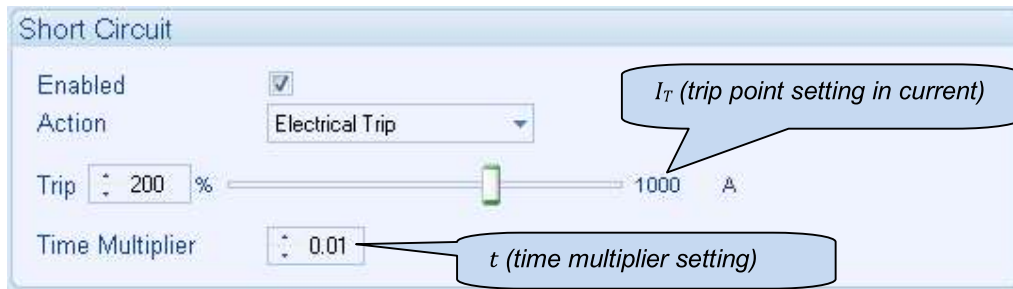 Short Circuit
Enabled
I_T (trip point setting in current)
Action Electrical Trip
Trip 200 % 1000 A
Time Multiplier 0.01
t (time multiplier setting)